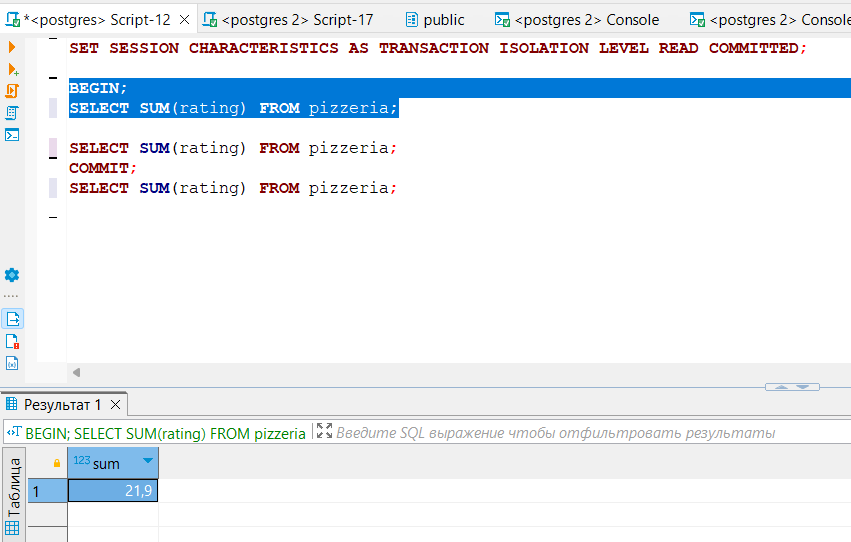 *<postgres> Script-12 <postgres 2> Script-17 public <postgres 2> Console <postgres 2> Console
SET SESSION CHARACTERISTICS AS TRANSACTION ISOLATION LEVEL READ COMMITTED;
BEGIN;
SELECT SUM(rating) FROM pizzeria;
SELECT SUM(rating) FROM pizzeria;
COMMIT;
SELECT SUM(rating) FROM pizzeria;
Результат 1
BEGIN; SELECT SUM(rating) FROM pizzeria Введите SQL выражение чтобы отфильтровать результаты
Таблица
123 sum
1 21,9